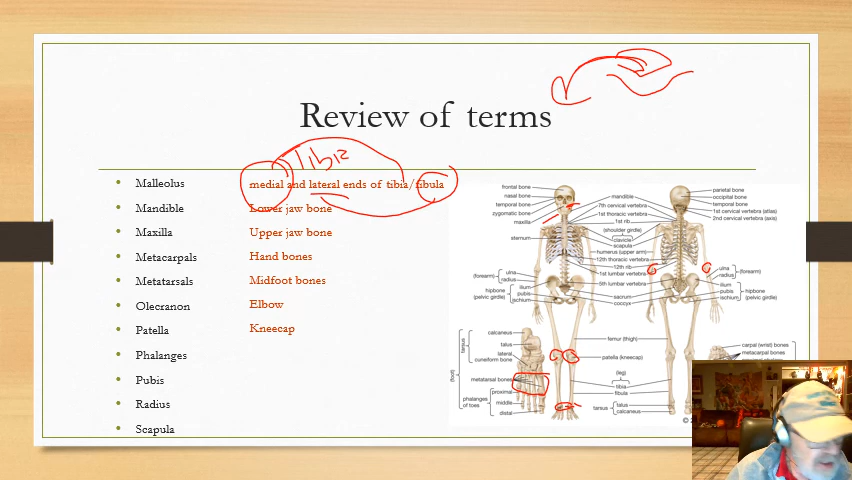 Review of terms
Tibia
Malleolus medial and lateral ends of tibia/fibula
Mandible Lower jaw bone
Maxilla Upper jaw bone
Metacarpals Hand bones
Metatarsals Midfoot bones
Olecranon Elbow
Patella Kneecap
Phalanges
Pubis
Radius
Scapula
frontal bone
nasal bone
temporal bone
zygomatic bone
maxilla
sternum
(forearm)
ulna
radius
hipbone
(pelvic girdle)
ilium
pubis
ischium
mandible
7th cervical vertebra
1st thoracic vertebra
1st rib
(shoulder girdle)
clavicle
scapula
humerus (upper arm)
12th thoracic vertebra
12th rib
1st lumbar vertebra
5th lumbar vertebra
sacrum
coccyx
femur (thigh)
patella (kneecap)
(leg)
tibia
fibula
tarsus
talus
calcaneus
parietal bone
occipital bone
temporal bone
1st cervical vertebra (atlas)
2nd cervical vertebra (axis)
ulna
radius
(forearm)
ilium
pubis
ischium
hipbone
(pelvic girdle)
carpal (wrist) bones
metacarpal bones
(foot)
tarsus
calcaneus
talus
lateral
cuneiform bone
metatarsal bones
phalanges
of toes
proximal
middle
distal
©